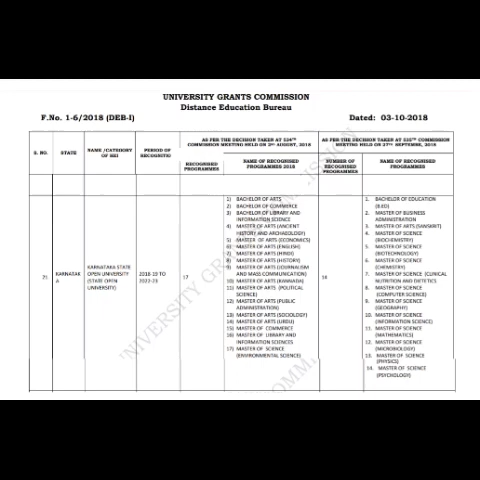 UNIVERSITY GRANTS COMMISSION
Distance Education Bureau
F.No. 1-6/2018 (DEB-I) Dated: 03-10-2018
S. NO.
STATE
NAME /CATEGORY
OF HEI
PERIOD OF
RECOGNITIO
AS PER THE DECISION TAKEN AT 534TH
COMMISSION MEETING HELD ON 2ND AUGUST, 2018
AS PER THE DECISION TAKEN AT 535TH COMMISSION
MEETING HELD ON 27TH SEPTEMBE, 2018
RECOGNISED
PROGRAMMES
NAME OF RECOGNISED
PROGRAMMES 2018
NUMBER OF
RECOGNISED
PROGRAMMES
NAME OF RECOGNISED
PROGRAMMES
KARNATAK
A
KARNATAKA STATE
OPEN UNIVERSITY
(STATE OPEN
UNIVERSITY)
2018-19 TO
2022-23
17
1) BACHELOR OF ARTS
2) BACHELOR OF COMMERCE
3) BACHELOR OF LIBRARY AND
INFORMATION SCIENCE
4) MASTER OF ARTS (ANCIENT
HISTORY AND ARCHAEOLOGY)
5) MASTER OF ARTS (ECONOMICS)
6) MASTER OF ARTS (ENGLISH)
7) MASTER OF ARTS (HINDI)
8) MASTER OF ARTS (HISTORY)
9) MASTER OF ARTS (JOURNALISM
AND MASS COMMUNICATION)
10) MASTER OF ARTS (KANNADA)
11) MASTER OF ARTS (POLITICAL
SCIENCE)
12) MASTER OF ARTS (PUBLIC
ADMINISTRATION)
13) MASTER OF ARTS (SOCIOLOGY)
14) MASTER OF ARTS (URDU)
15) MASTER OF COMMERCE
16) MASTER OF LIBRARY AND
INFORMATION SCIENCES
17) MASTER OF SCIENCE
(ENVIRONMENTAL SCIENCE)
14
1. BACHELOR OF EDUCATION
(B.ED)
2. MASTER OF BUSINESS
ADMINISTRATION
3. MASTER OF ARTS (SANSKRIT)
4. MASTER OF SCIENCE
(BIOCHEMISTRY)
5. MASTER OF SCIENCE
(BIOTECHNOLOGY)
6. MASTER OF SCIENCE
(CHEMISTRY)
7. MASTER OF SCIENCE (CLINICAL
NUTRITION AND DIETETICS
8. MASTER OF SCIENCE
(COMPUTER SCIENCE)
9. MASTER OF SCIENCE
(GEOGRAPHY)
10. MASTER OF SCIENCE
(INFORMATION SCIENCE)
11. MASTER OF SCIENCE
(MATHEMATICS)
12. MASTER OF SCIENCE
(MICROBIOLOGY)
13. MASTER OF SCIENCE
(PHYSICS)
14. MASTER OF SCIENCE
(PSYCHOLOGY)